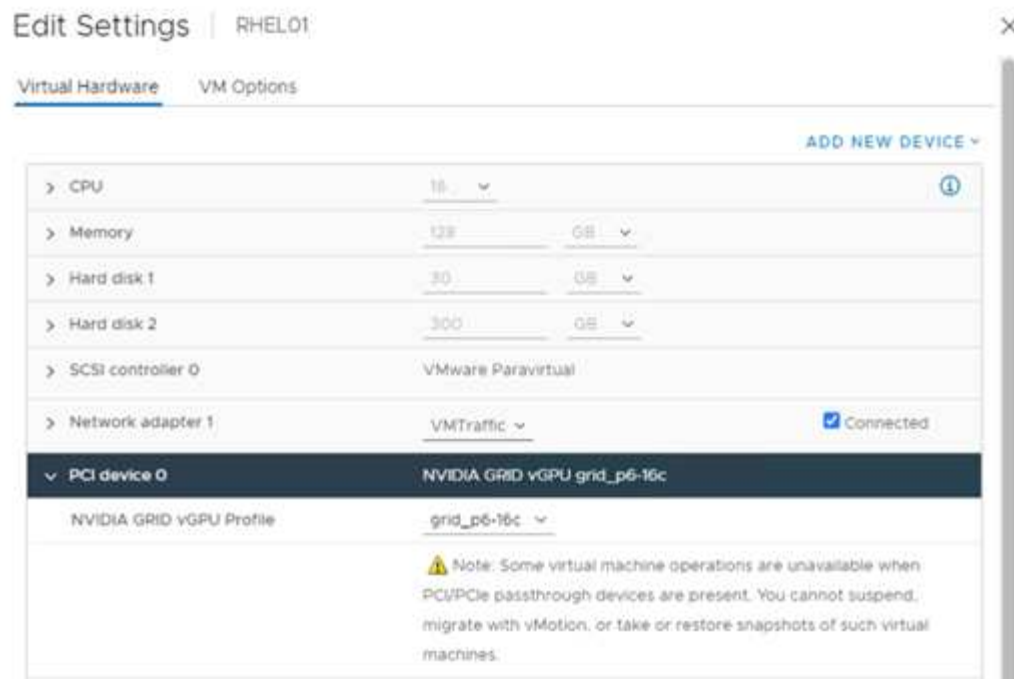 Edit Settings | RHEL01 ×
Virtual Hardware VM Options
ADD NEW DEVICE
CPU 16
Memory 128 GB
Hard disk 1 30 GB
Hard disk 2 300 GB
SCSI controller 0 VMware Paravirtual
Network adapter 1 VMTraffic Connected
PCI device 0 NVIDIA GRID vGPU grid_p6-16c
NVIDIA GRID vGPU Profile grid_p6-16c
Note: Some virtual machine operations are unavailable when
PCI/PCIe passthrough devices are present. You cannot suspend,
migrate with vMotion, or take or restore snapshots of such virtual
machines.